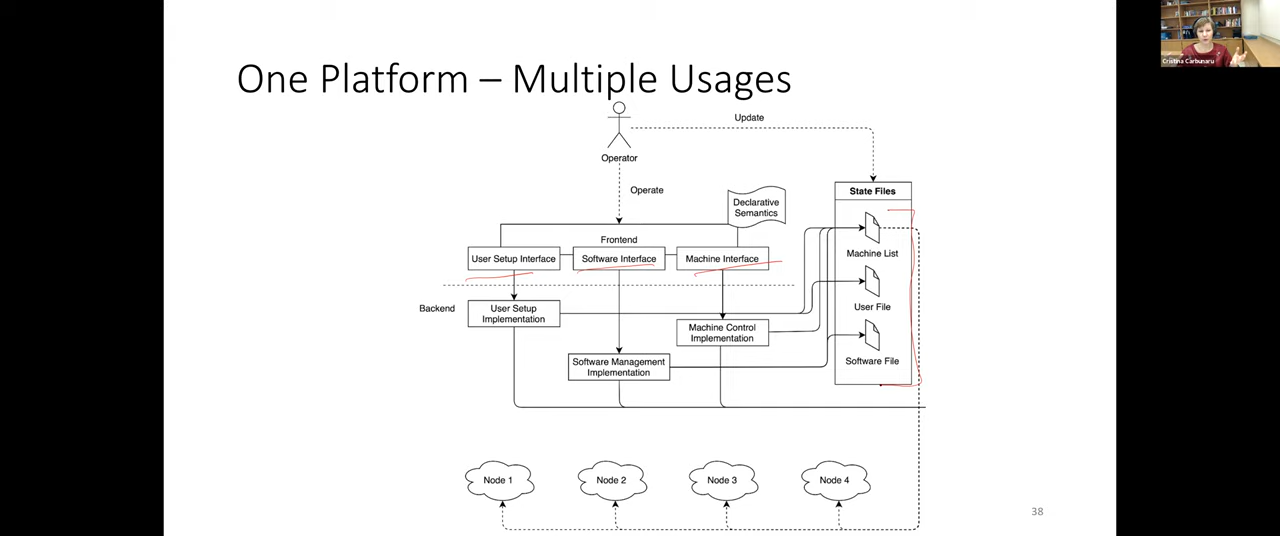 One Platform – Multiple Usages
Cristina Carbunaru
Update
Operator
Operate
State Files
Declarative
Semantics
Machine List
Frontend
User Setup Interface
Software Interface
Machine Interface
User File
Backend
User Setup
Implementation
Machine Control
Implementation
Software File
Software Management
Implementation
Node 1
Node 2
Node 3
Node 4
38